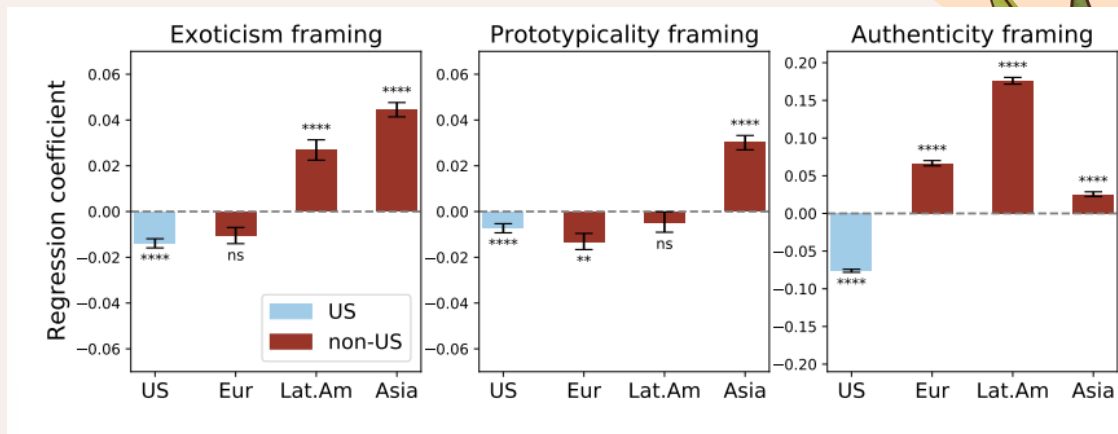 Exoticism framing
Prototypicality framing
Authenticity framing
Regression coefficient
0.06
0.04
0.02
0.00
−0.02
−0.04
−0.06
****
ns
****
****
US
non-US
US
Eur
Lat.Am
Asia
0.06
0.04
0.02
0.00
−0.02
−0.04
−0.06
****
**
ns
****
US
Eur
Lat.Am
Asia
0.20
0.15
0.10
0.05
0.00
−0.05
−0.10
−0.15
−0.20
****
****
****
****
US
Eur
Lat.Am
Asia